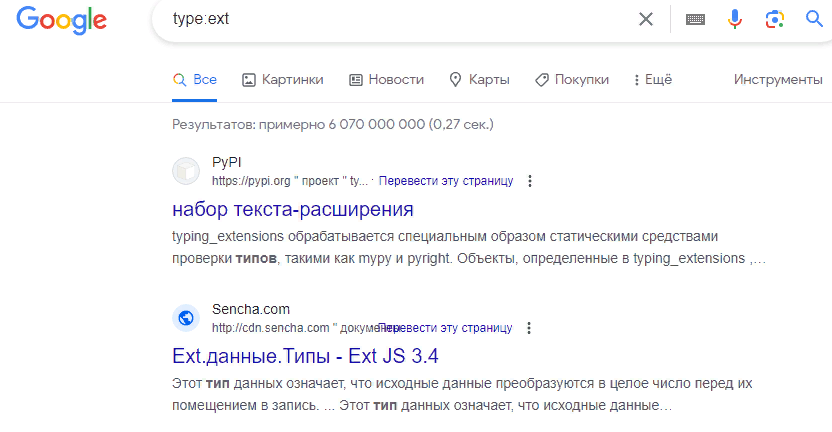 Google
type:ext
Все Картинки Новости Карты Покупки Ещё Инструменты
Результатов: примерно 6 070 000 000 (0,27 сек.)
PyPI
https://pypi.org " проект " ty... · Перевести эту страницу
набор текста-расширения
typing_extensions обрабатывается специальным образом статическими средствами
проверки типов, такими как mypy и pyright. Объекты, определенные в typing_extensions ,…
Sencha.com
http://cdn.sencha.com " документ Перевести эту страницу
Ext.данные.Типы - Ext JS 3.4
Этот тип данных означает, что исходные данные преобразуются в целое число перед их
помещением в запись. ... Этот тип данных означает, что исходные данные…